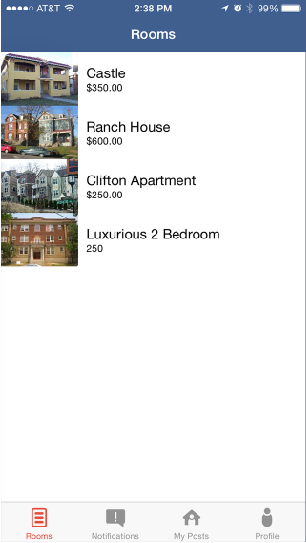 AT&T 2:38 PM 99%
Rooms
Castle
$350.00
Ranch House
$600.00
Clifton Apartment
$250.00
Luxurious 2 Bedroom
250
Rooms Notifications My Posts Profile